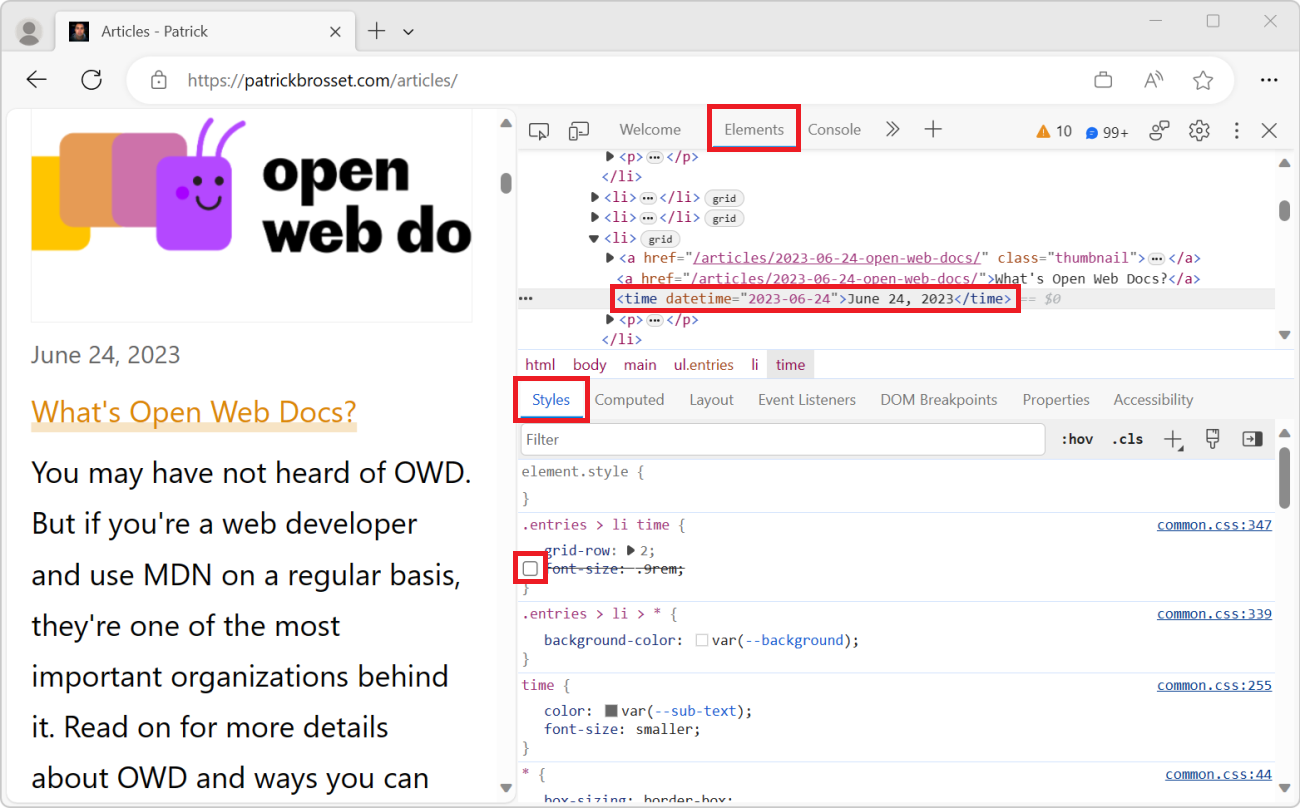 Articles - Patrick
https://patrickbrosset.com/articles/
open
web do
June 24, 2023
What's Open Web Docs?
You may have not heard of OWD.
But if you're a web developer
and use MDN on a regular basis,
they're one of the most
important organizations behind
it. Read on for more details
about OWD and ways you can
Welcome Elements Console 10 99+
<p> ⋯ </p>
</li>
<li> ⋯ </li> grid
<li> ⋯ </li> grid
<li> grid
<a href="/articles/2023-06-24-open-web-docs/" class="thumbnail"> ⋯ </a>
<a href="/articles/2023-06-24-open-web-docs/">What's Open Web Docs?</a>
<time datetime="2023-06-24">June 24, 2023</time> == $0
<p> ⋯ </p>
</li>
html body main ul.entries li time
Styles Computed Layout Event Listeners DOM Breakpoints Properties Accessibility
Filter :hov .cls
element.style {
}
.entries > li time { common.css:347
grid-row: 2;
font-size: .9rem;
}
.entries > li > * { common.css:339
background-color: var(--background);
}
time { common.css:255
color: var(--sub-text);
font-size: smaller;
}
* { common.css:44
box-sizing: border-box;